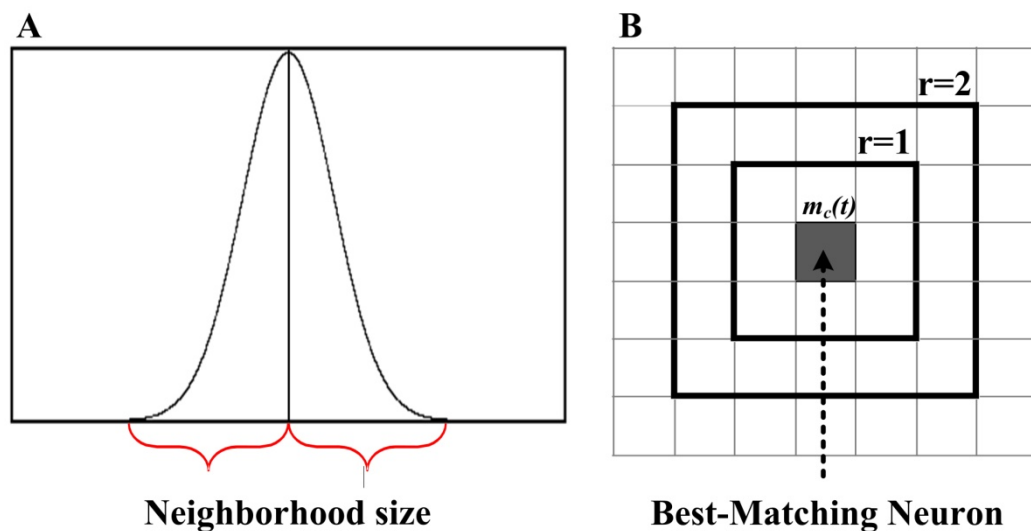 A
Neighborhood size
B
r=2
r=1
mc(t)
Best-Matching Neuron